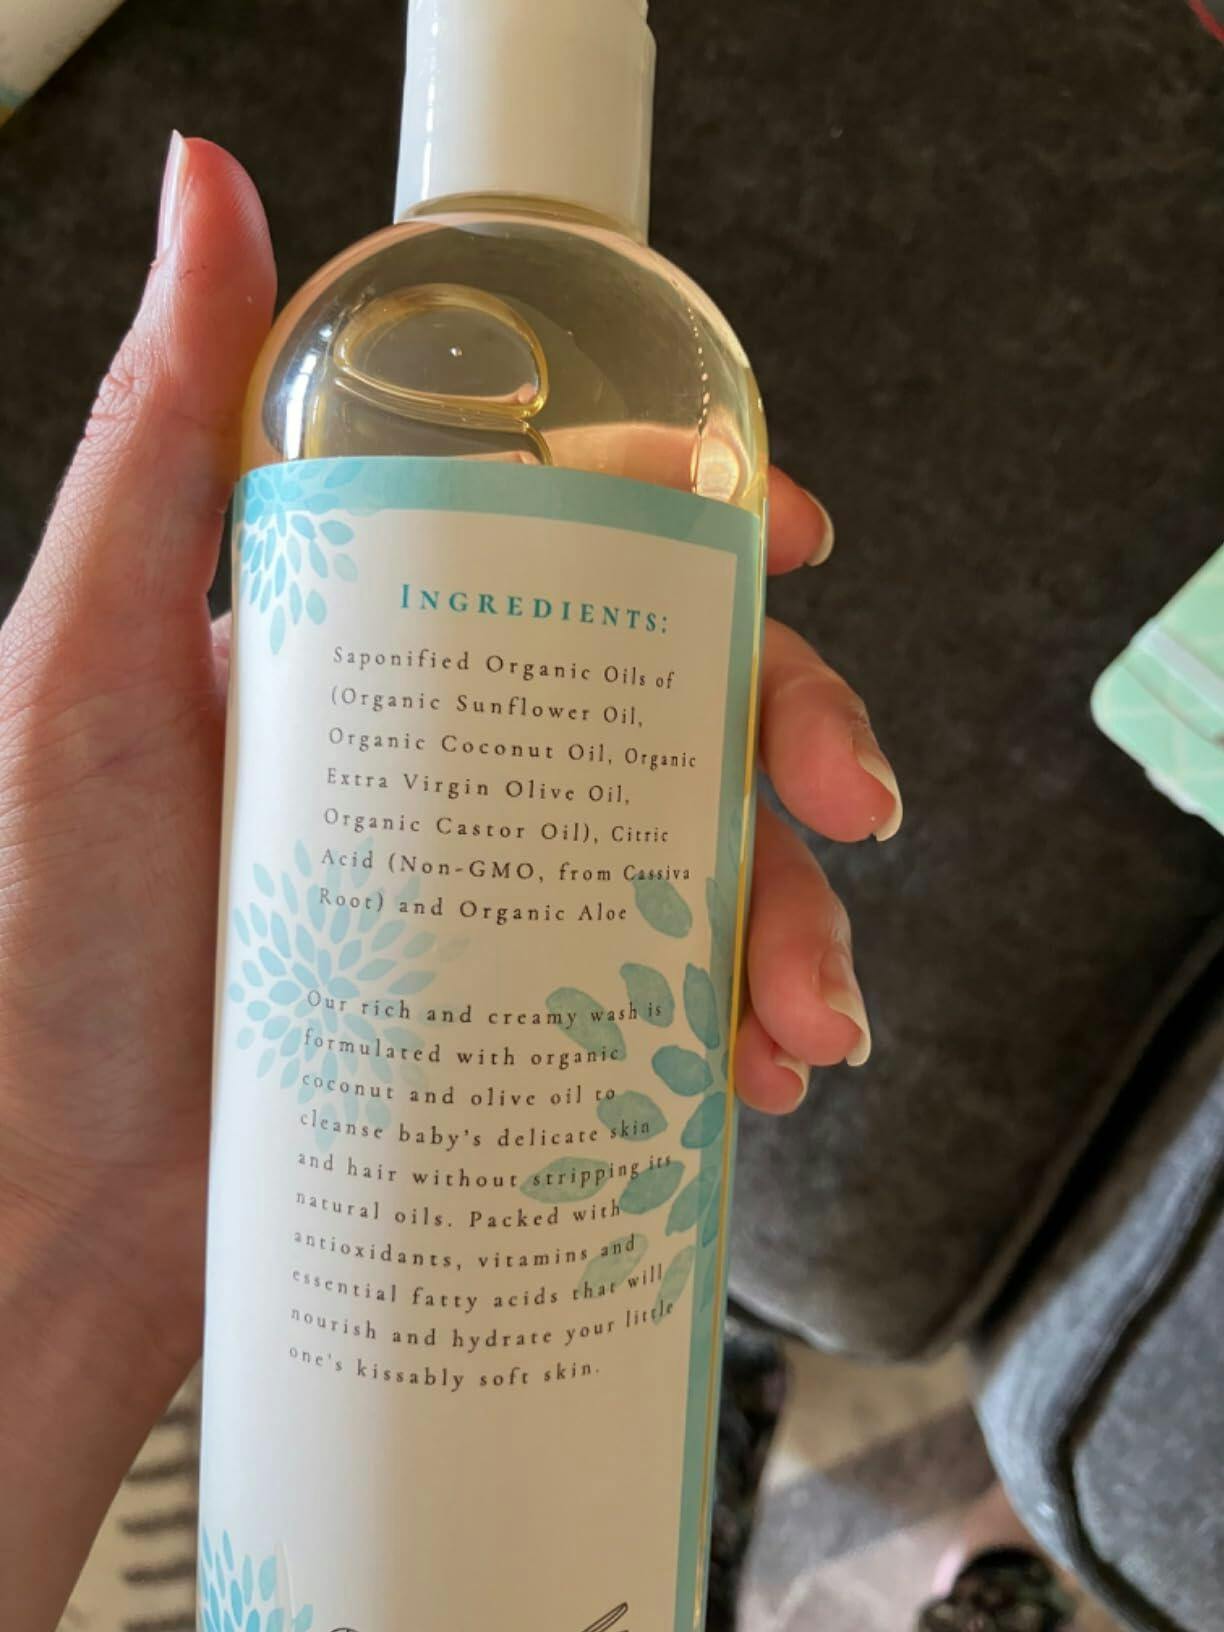 INGREDIENTS:
Saponified Organic Oils of
(Organic Sunflower Oil,
Organic Coconut Oil, Organic
Extra Virgin Olive Oil,
Organic Castor Oil), Citric
Acid (Non-GMO, from Cassiva
Root) and Organic Aloe
Our rich and creamy wash is
formulated with organic
coconut and olive oil to
cleanse baby's delicate skin
and hair without stripping its
natural oils. Packed with
antioxidants, vitamins and
essential fatty acids that will
nourish and hydrate your little
one's kissably soft skin.